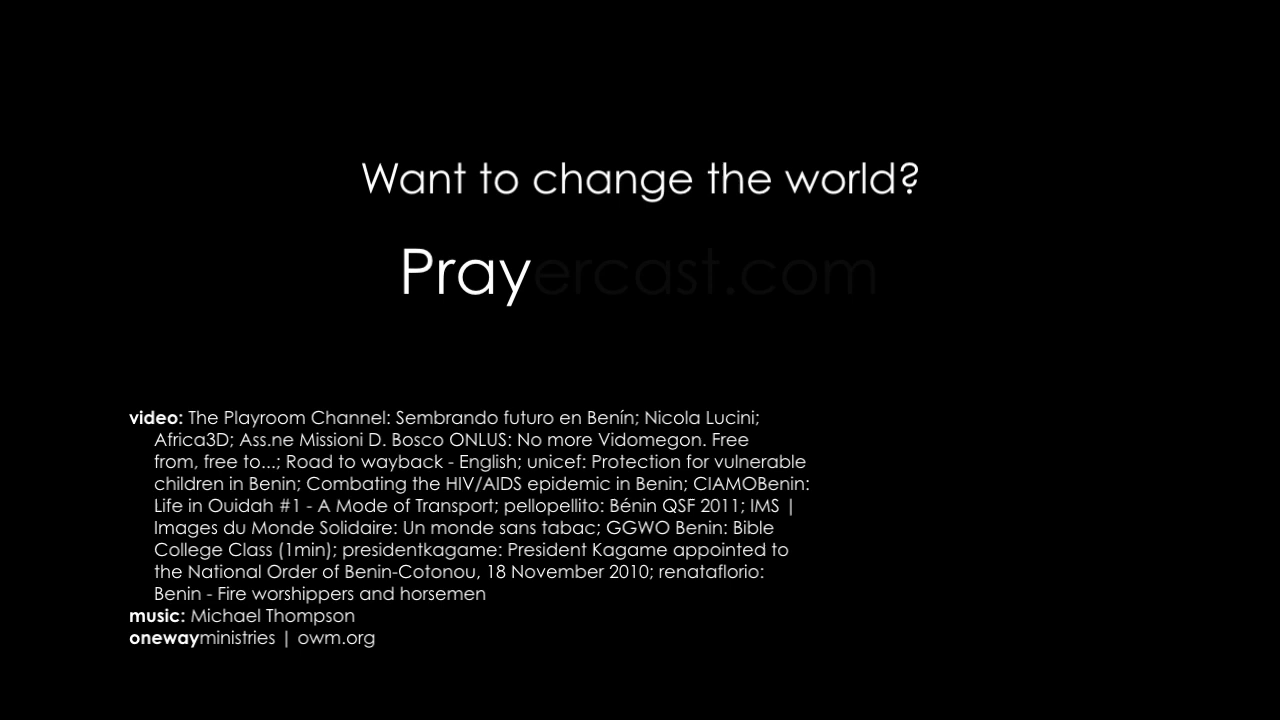 Want to change the world?
Prayercast.com
video: The Playroom Channel: Sembrando futuro en Benín; Nicola Lucini;
Africa3D; Ass.ne Missioni D. Bosco ONLUS: No more Vidomegon. Free
from, free to...; Road to wayback - English; unicef: Protection for vulnerable
children in Benin; Combating the HIV/AIDS epidemic in Benin; CIAMOBenin:
Life in Ouidah #1 - A Mode of Transport; pellopellito: Bénin QSF 2011; IMS |
Images du Monde Solidaire: Un monde sans tabac; GGWO Benin: Bible
College Class (1min); presidentkagame: President Kagame appointed to
the National Order of Benin-Cotonou, 18 November 2010; renataflorio:
Benin - Fire worshippers and horsemen
music: Michael Thompson
onewayministries | owm.org